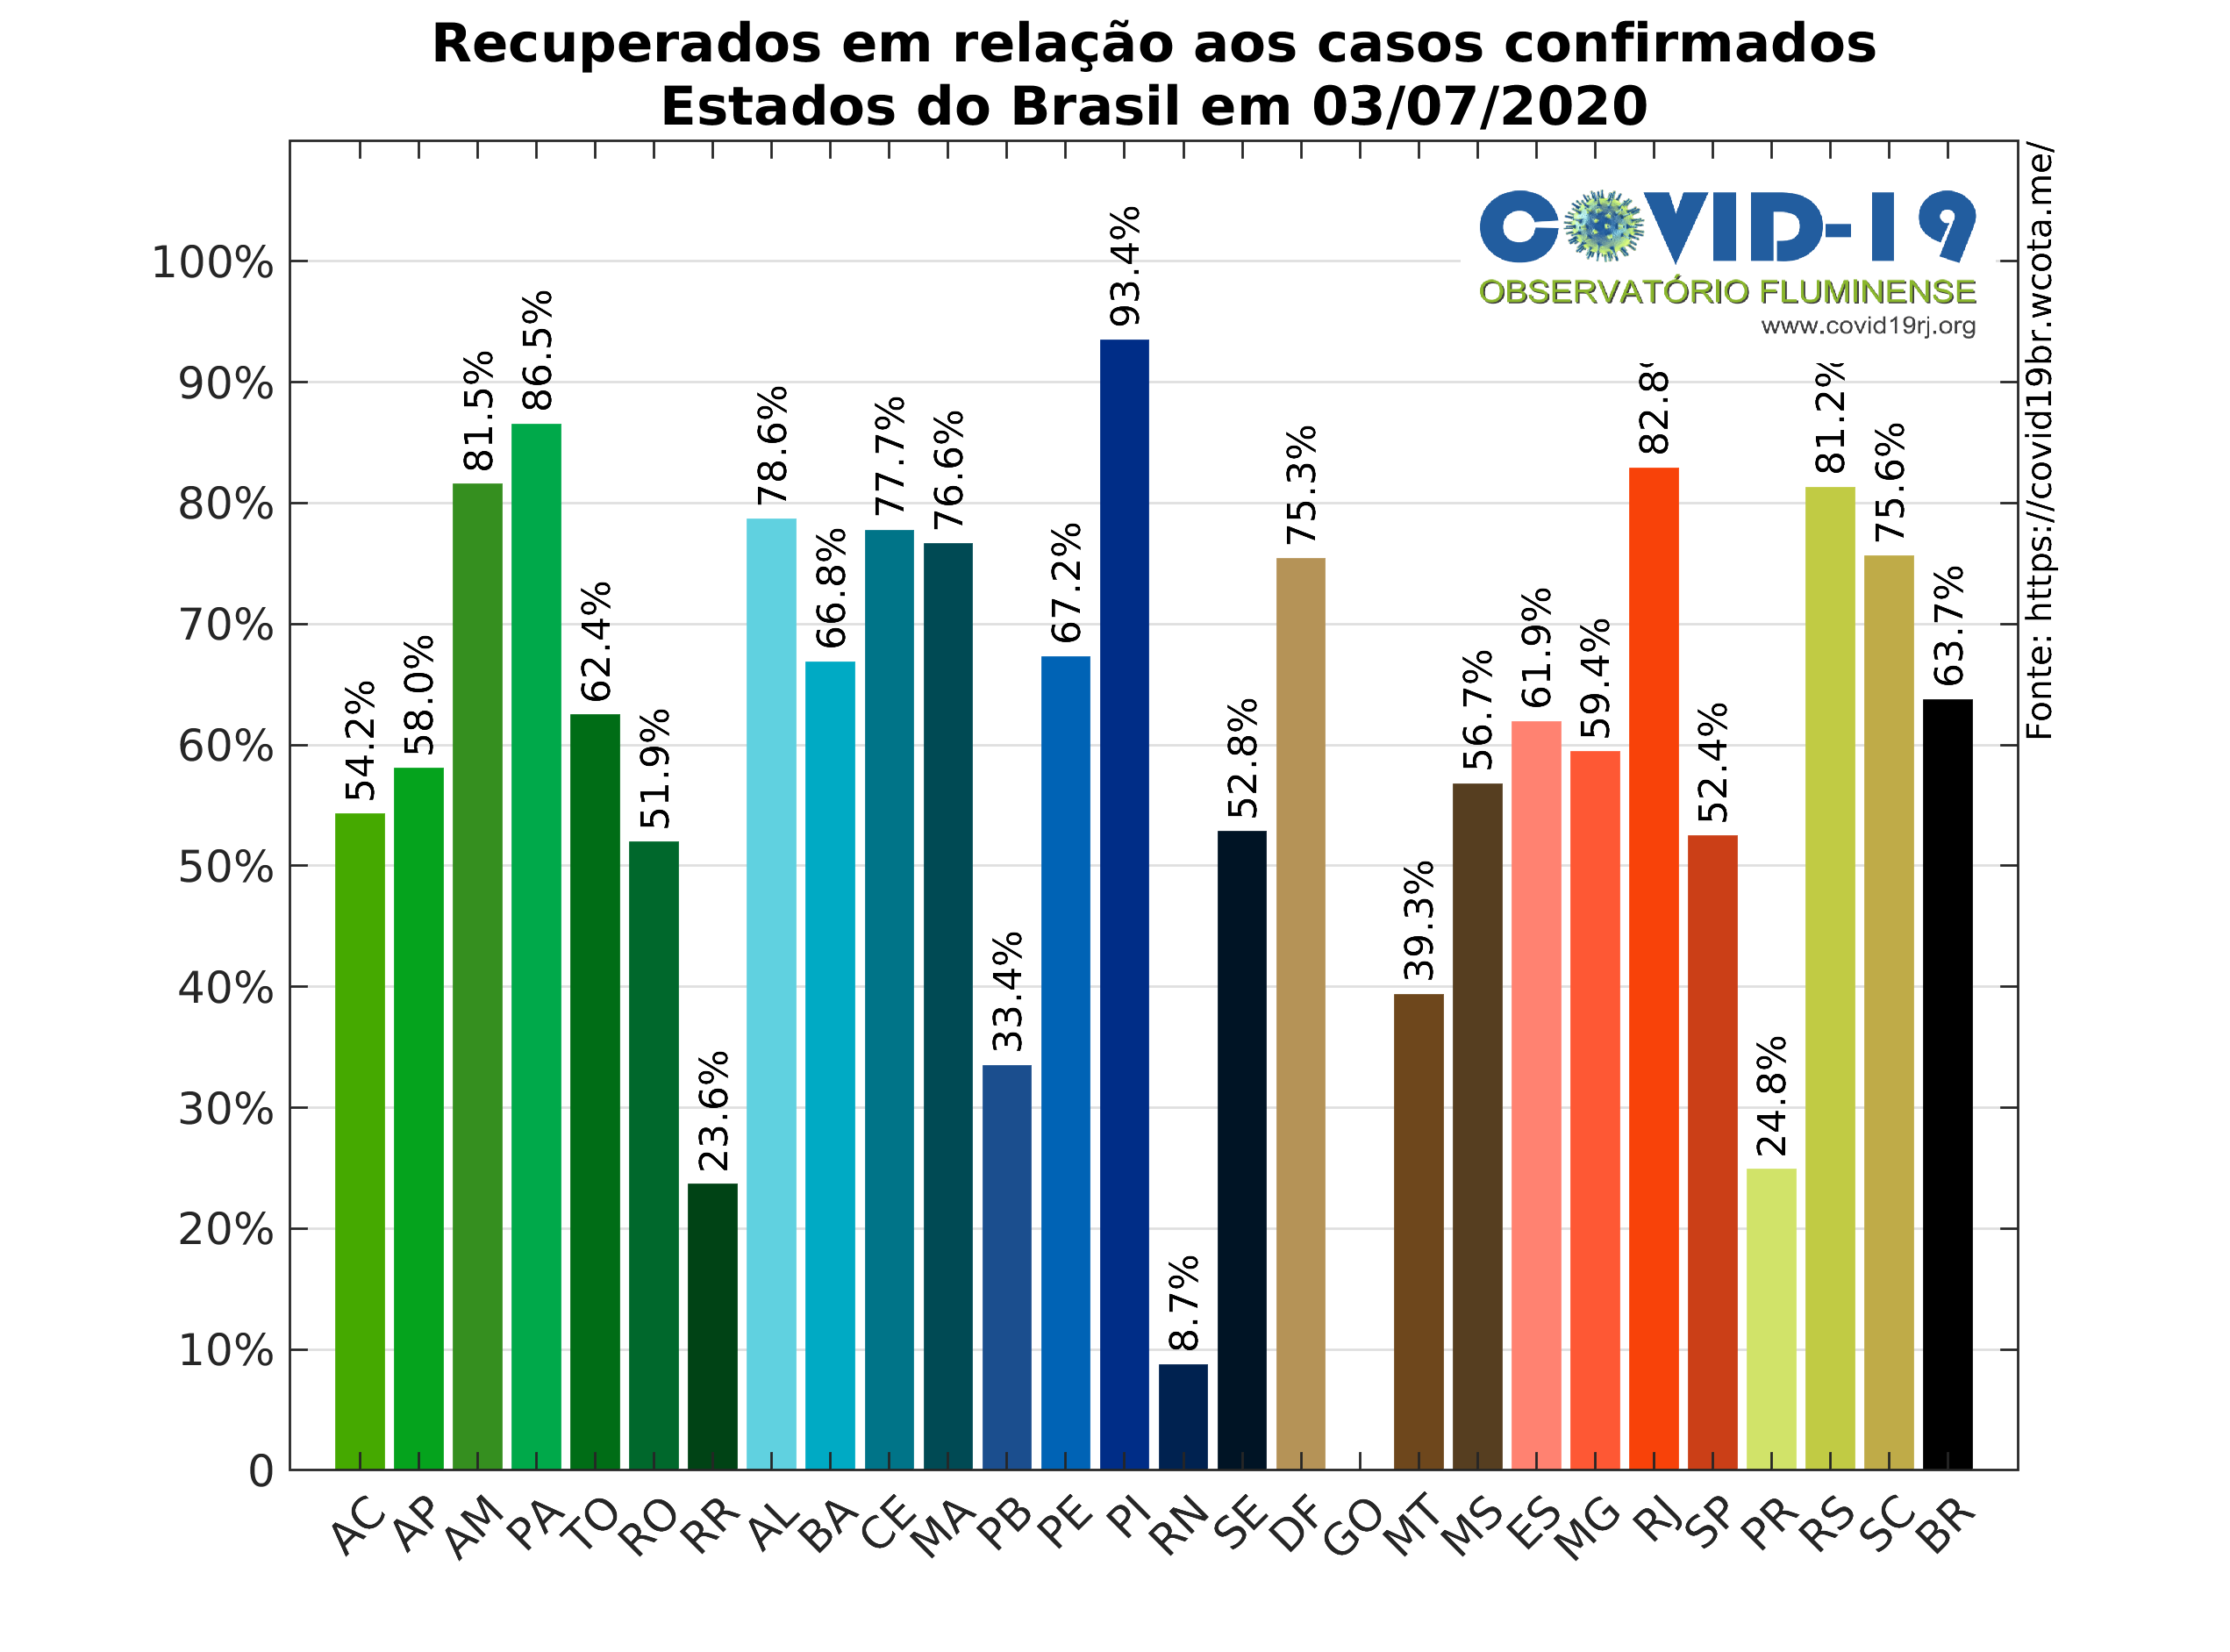 Recuperados em relação aos casos confirmados
Estados do Brasil em 03/07/2020
COVID-19
OBSERVATÓRIO FLUMINENSE
www.covid19rj.org
Fonte: https://covid19br.wcota.me/
100%
90%
80%
70%
60%
50%
40%
30%
20%
10%
0
54.2%
58.0%
81.5%
86.5%
62.4%
51.9%
23.6%
78.6%
66.8%
77.7%
76.6%
33.4%
67.2%
93.4%
8.7%
52.8%
75.3%
39.3%
56.7%
61.9%
59.4%
82.8%
52.4%
24.8%
81.2%
75.6%
63.7%
AC
AP
AM
PA
TO
RO
RR
AL
BA
CE
MA
PB
PE
PI
RN
SE
DF
GO
MT
MS
ES
MG
RJ
SP
PR
RS
SC
BR